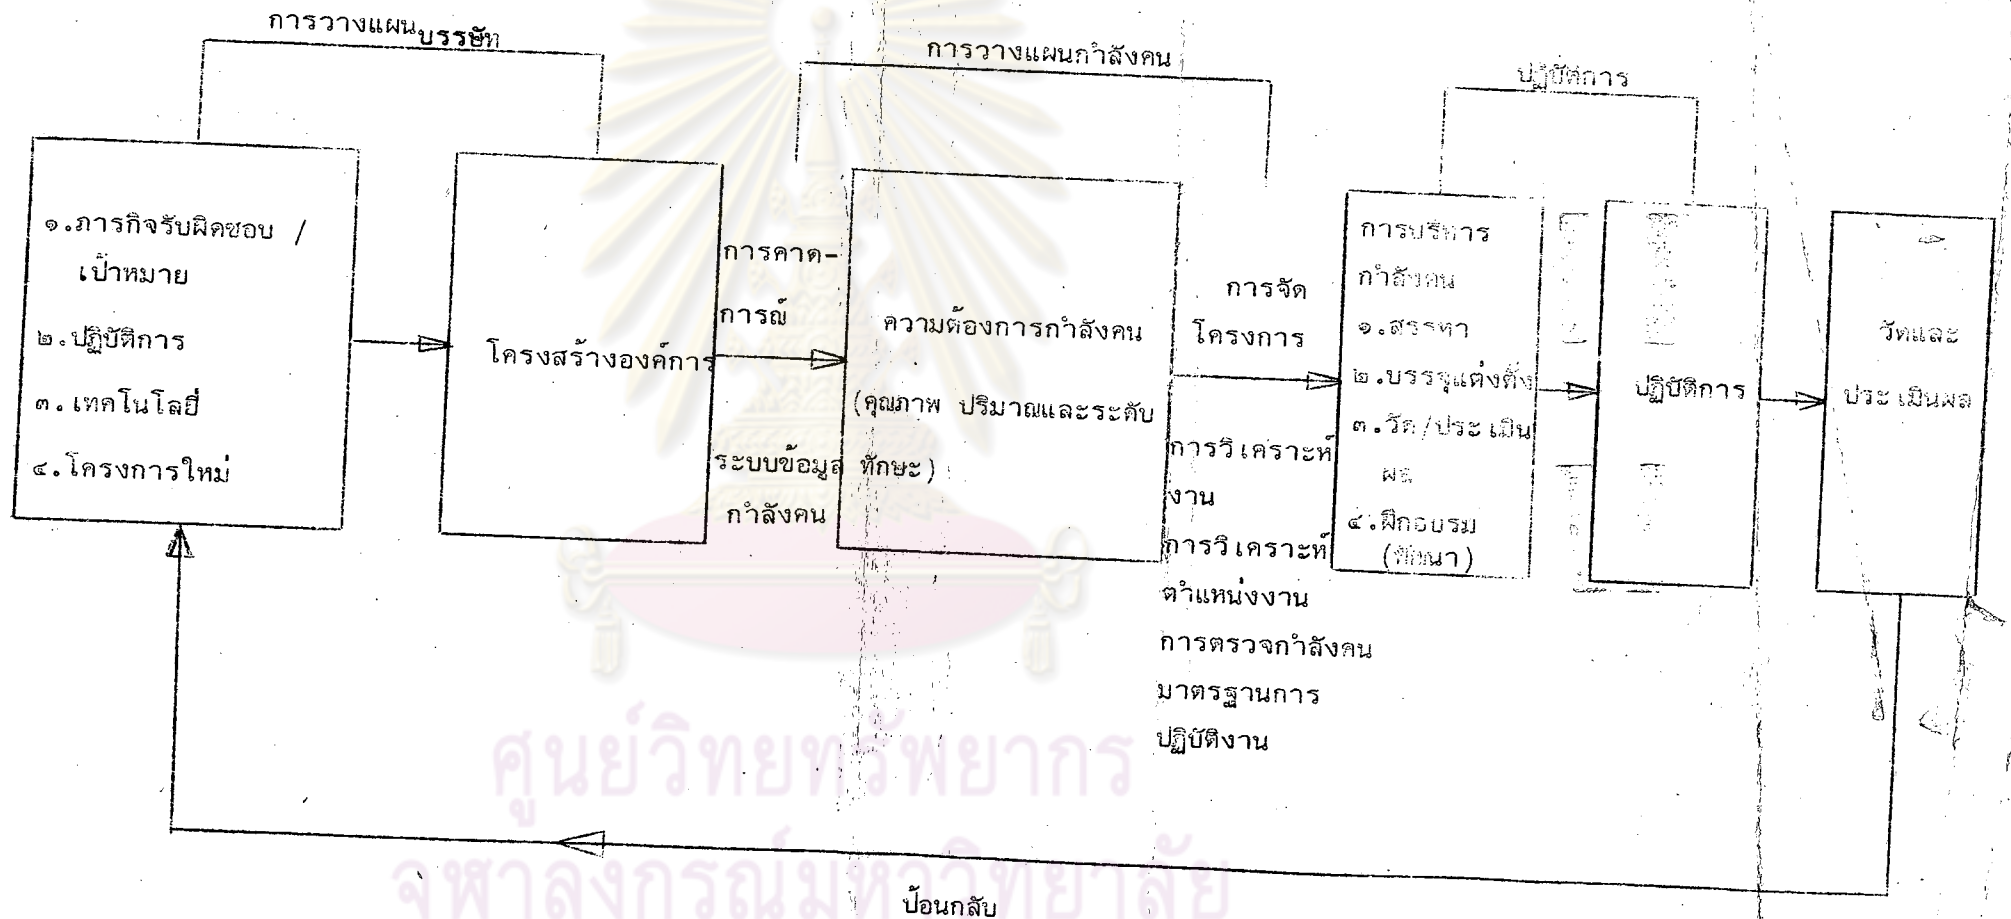 การวางแผนบรรษัท
การวางแผนกำลังคน
ปฏิบัติการ
๑.ภารกิจรับผิดชอบ /
เป้าหมาย
๒.ปฏิบัติการ
๓.เทคโนโลยี่
๔.โครงการใหม่
โครงสร้างองค์การ
การคาด-
การณ์
ระบบข้อมูล
กำลังคน
ความต้องการกำลังคน
(คุณภาพ ปริมาณและระดับ
ทักษะ)
การจัด
โครงการ
การวิเคราะห์
งาน
การวิเคราะห์
ตำแหน่งงาน
การตรวจกำลังคน
มาตรฐานการ
ปฏิบัติงาน
การบริหาร
กำลังคน
๑.สรรหา
๒.บรรจุแต่งตั้ง
๓.วัด/ประเมิน
ผล
๔.ฝึกอบรม
(พัฒนา)
ปฏิบัติการ
วัดและ
ประเมินผล
ป้อนกลับ
ศูนย์วิทยทรัพยากร
จุฬาลงกรณ์มหาวิทยาลัย